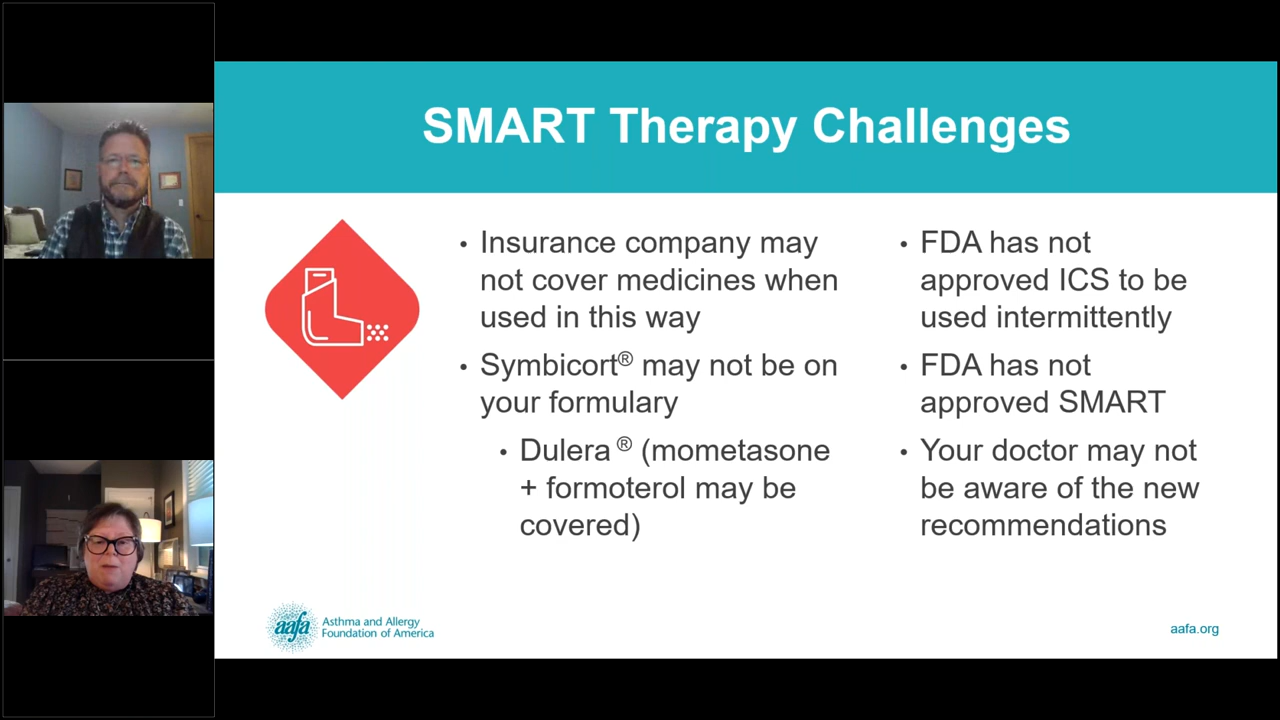 SMART Therapy Challenges
• Insurance company may
not cover medicines when
used in this way
• Symbicort® may not be on
your formulary
• Dulera ® (mometasone
+ formoterol may be
covered)
• FDA has not
approved ICS to be
used intermittently
• FDA has not
approved SMART
• Your doctor may not
be aware of the new
recommendations
aafa
Asthma and Allergy
Foundation of America
aafa.org